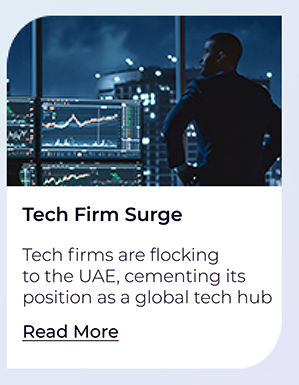 Tech Firm Surge
Tech firms are flocking
to the UAE, cementing its
position as a global tech hub
Read More